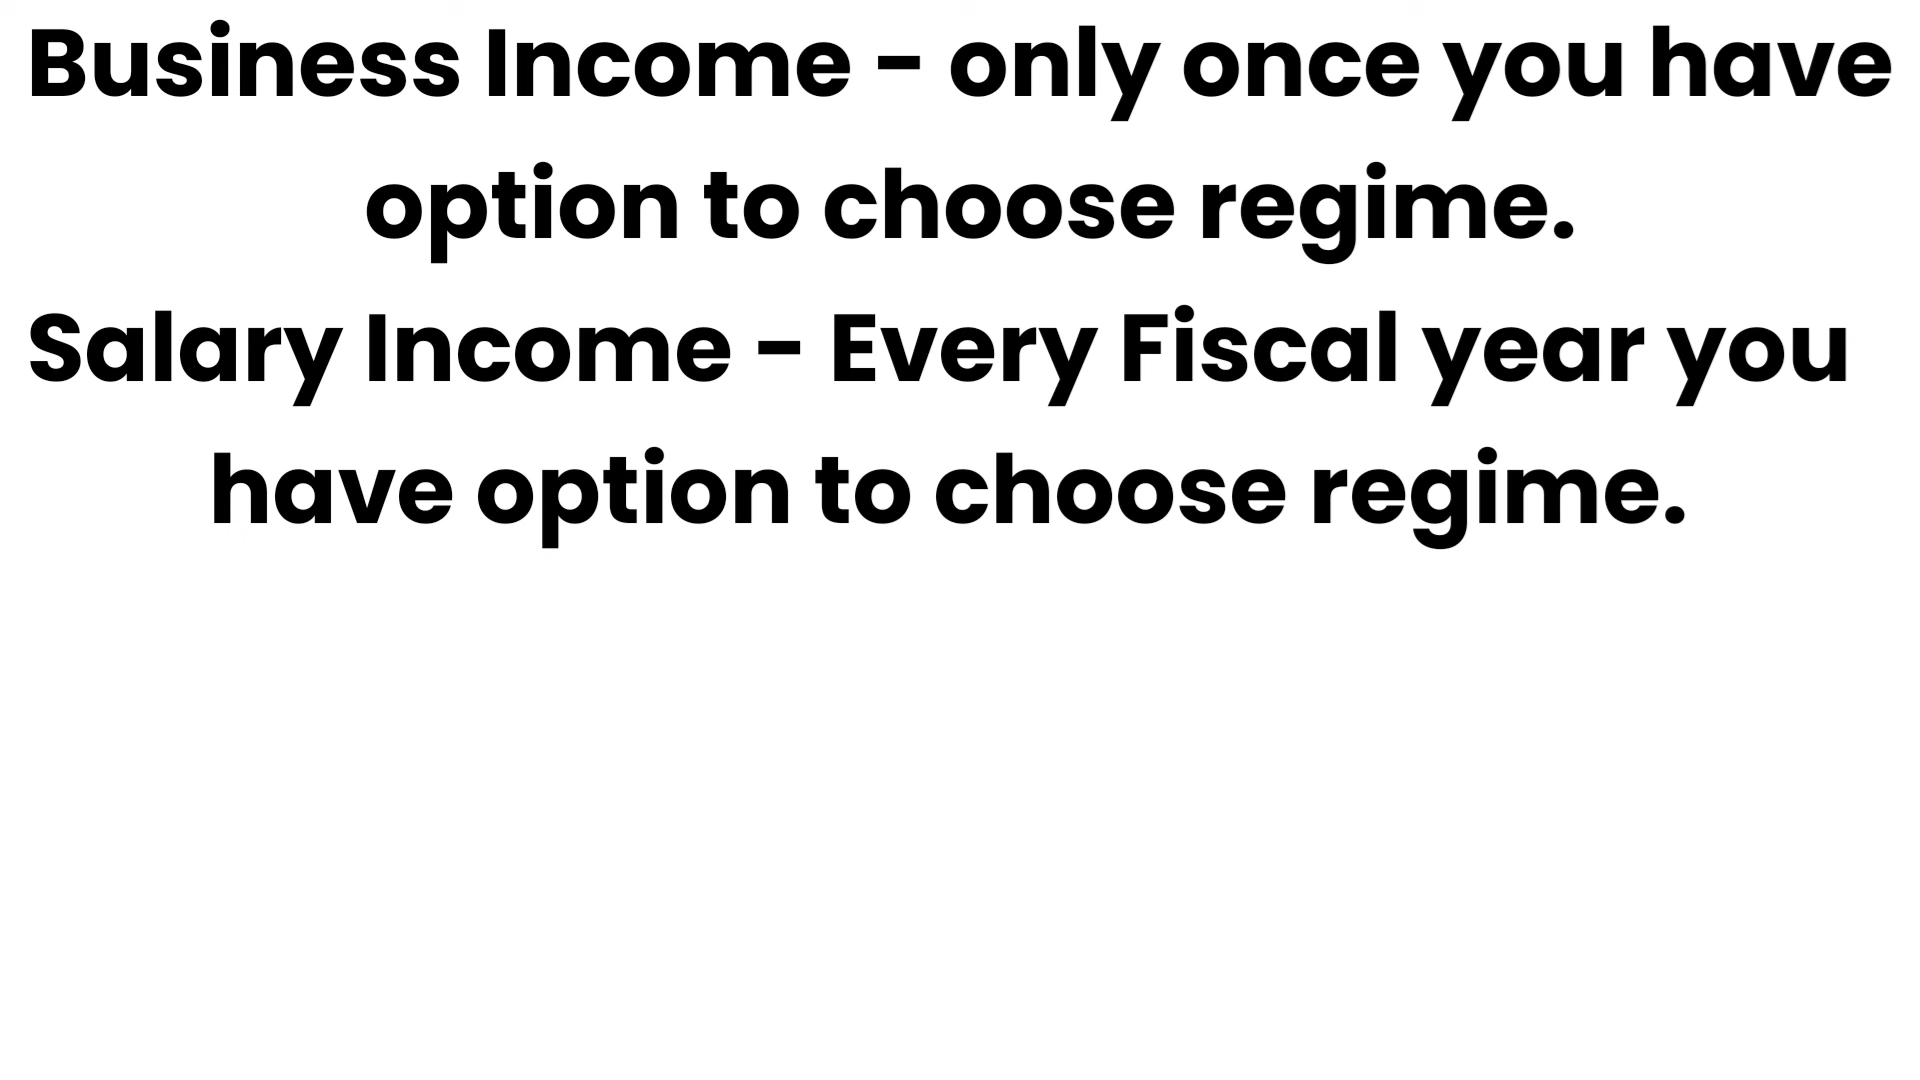 Business Income - only once you have
option to choose regime.
Salary Income - Every Fiscal year you
have option to choose regime.